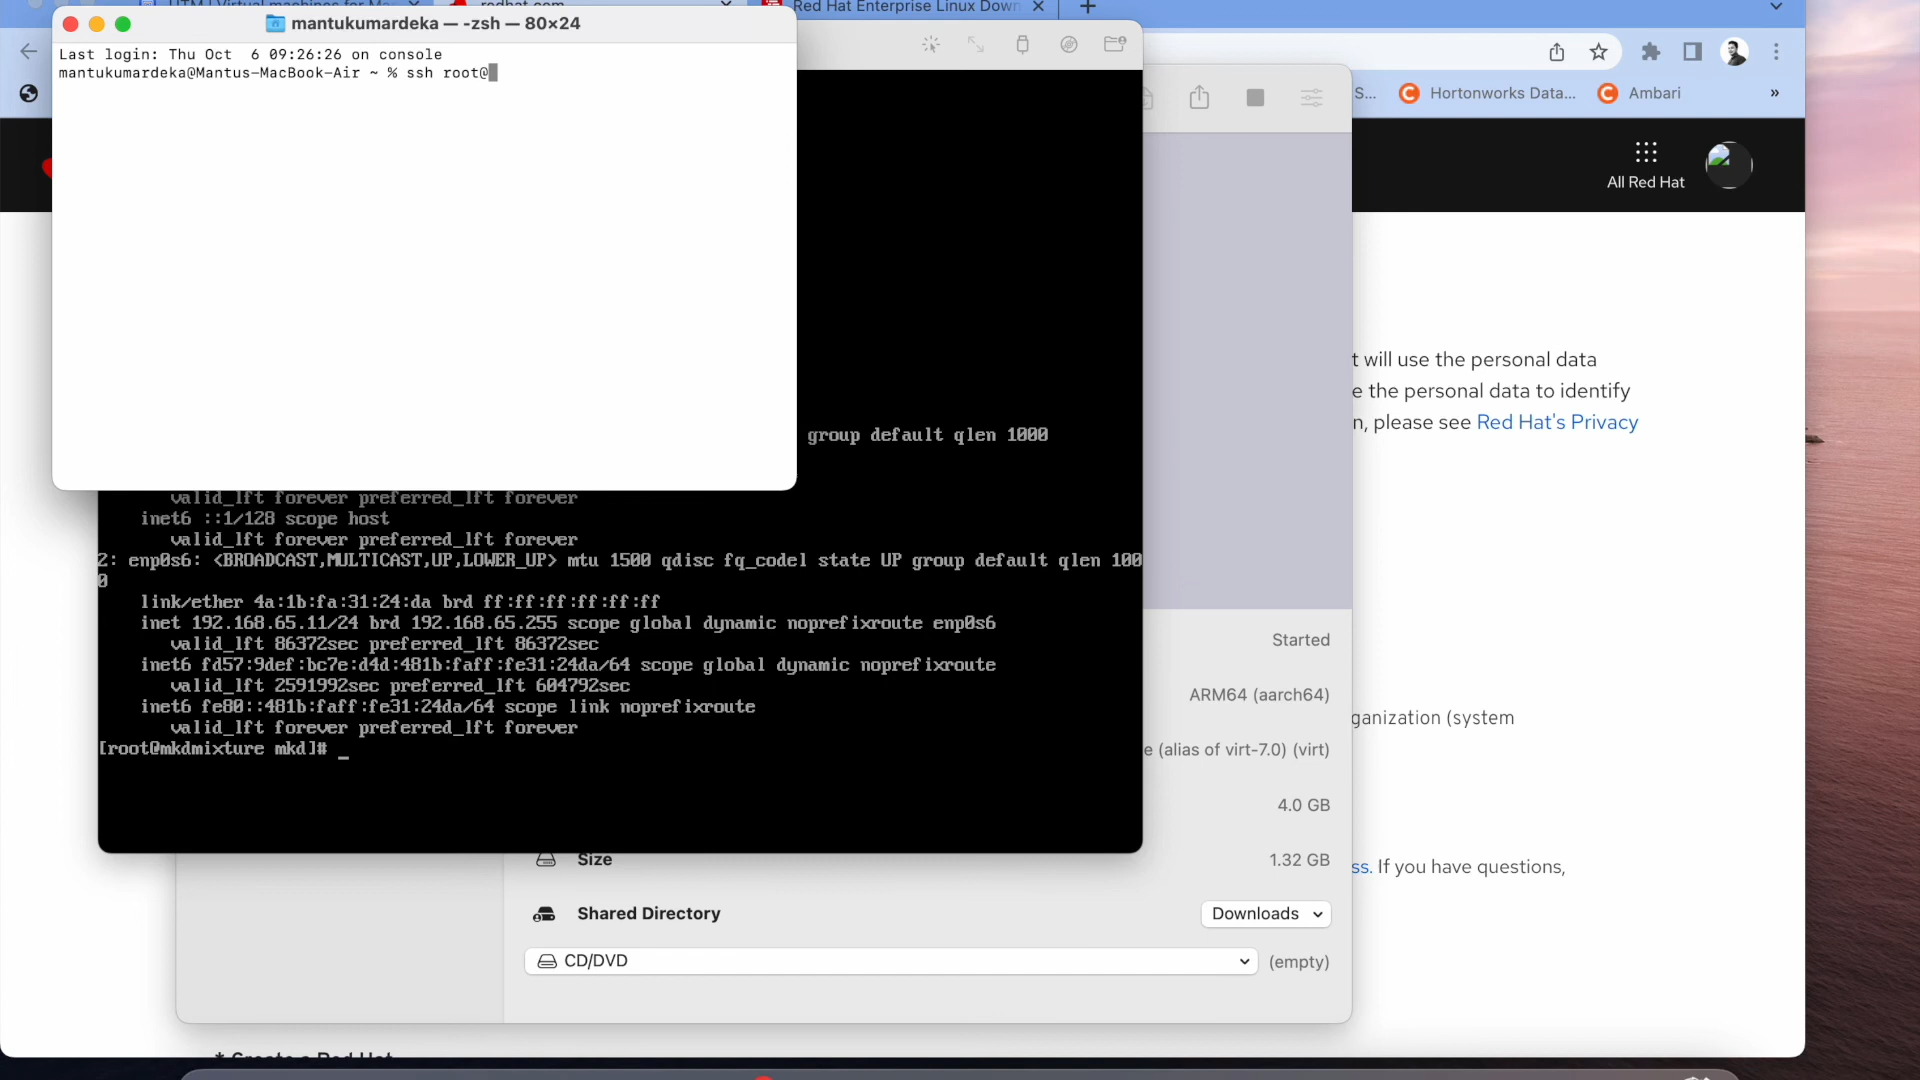 UTM | Virtual machines for Mac
redhat.com
Red Hat Enterprise Linux Down
mantukumardeka — -zsh — 80×24
Last login: Thu Oct  6 09:26:26 on console
mantukumardeka@Mantus-MacBook-Air ~ % ssh root@
S...
Hortonworks Data...
Ambari
»
All Red Hat
t will use the personal data
e the personal data to identify
n, please see Red Hat's Privacy
group default qlen 1000
valid_lft forever preferred_lft forever
inet6 ::1/128 scope host
valid_lft forever preferred_lft forever
2: enp0s6: <BROADCAST,MULTICAST,UP,LOWER_UP> mtu 1500 qdisc fq_codel state UP group default qlen 100
0
link/ether 4a:1b:fa:31:24:da brd ff:ff:ff:ff:ff:ff
inet 192.168.65.11/24 brd 192.168.65.255 scope global dynamic noprefixroute enp0s6
valid_lft 86372sec preferred_lft 86372sec
inet6 fd57:9def:bc7e:d4d:481b:faff:fe31:24da/64 scope global dynamic noprefixroute
valid_lft 2591992sec preferred_lft 604792sec
inet6 fe80::481b:faff:fe31:24da/64 scope link noprefixroute
valid_lft forever preferred_lft forever
[root@mkdmixture mkd]# _
Started
ARM64 (aarch64)
ganization (system
e (alias of virt-7.0) (virt)
4.0 GB
Size
1.32 GB
ss. If you have questions,
Shared Directory
Downloads
CD/DVD
(empty)
* Create a Red Hat